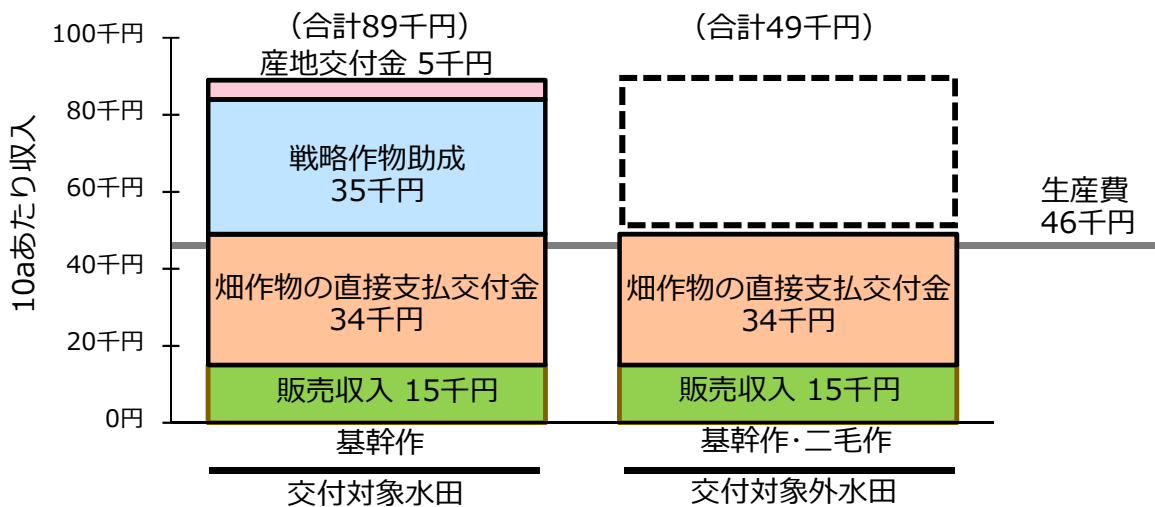 (合計89千円)
(合計49千円)
10aあたり収入
100千円
80千円
60千円
40千円
20千円
0円
産地交付金 5千円
戦略作物助成
35千円
畑作物の直接支払交付金
34千円
販売収入 15千円
畑作物の直接支払交付金
34千円
販売収入 15千円
生産費
46千円
基幹作
基幹作・二毛作
交付対象水田
交付対象外水田